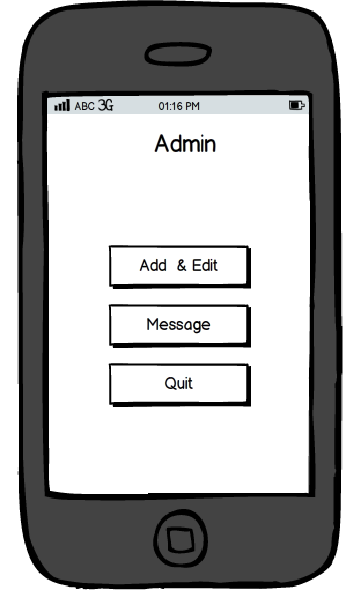 ABC 3G 01:16 PM
Admin
Add & Edit
Message
Quit